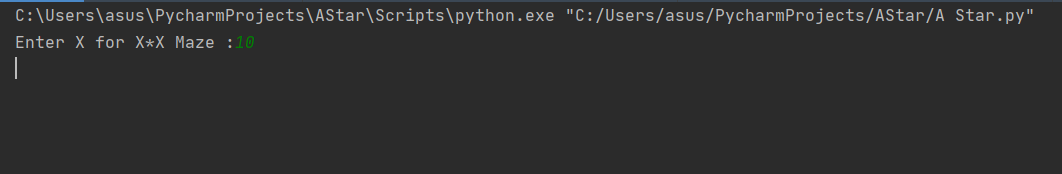 C:\Users\asus\PycharmProjects\AStar\Scripts\python.exe "C:/Users/asus/PycharmProjects/AStar/A Star.py"
Enter X for X*X Maze :10